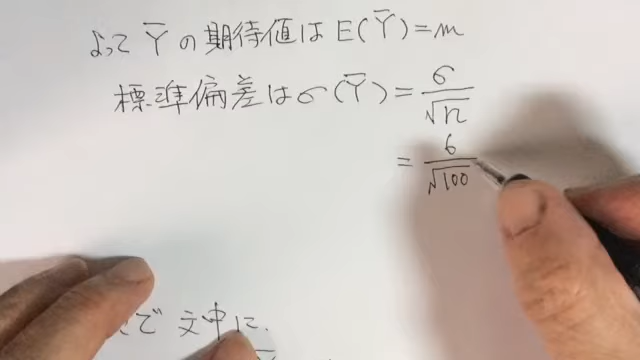 よって Ȳ の期待値は E(Ȳ)=m
標準偏差は σ(Ȳ) = σ/√n
= 6/√100
で 文中に、